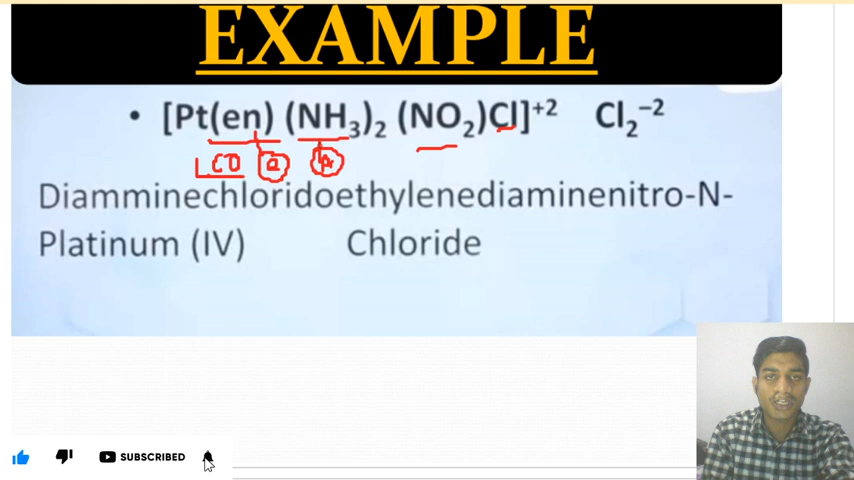 EXAMPLE
• [Pt(en) (NH₃)₂ (NO₂)Cl]⁺² Cl₂⁻²
Diamminechloridoethylenediaminenitro-N-
Platinum (IV) Chloride
SUBSCRIBED